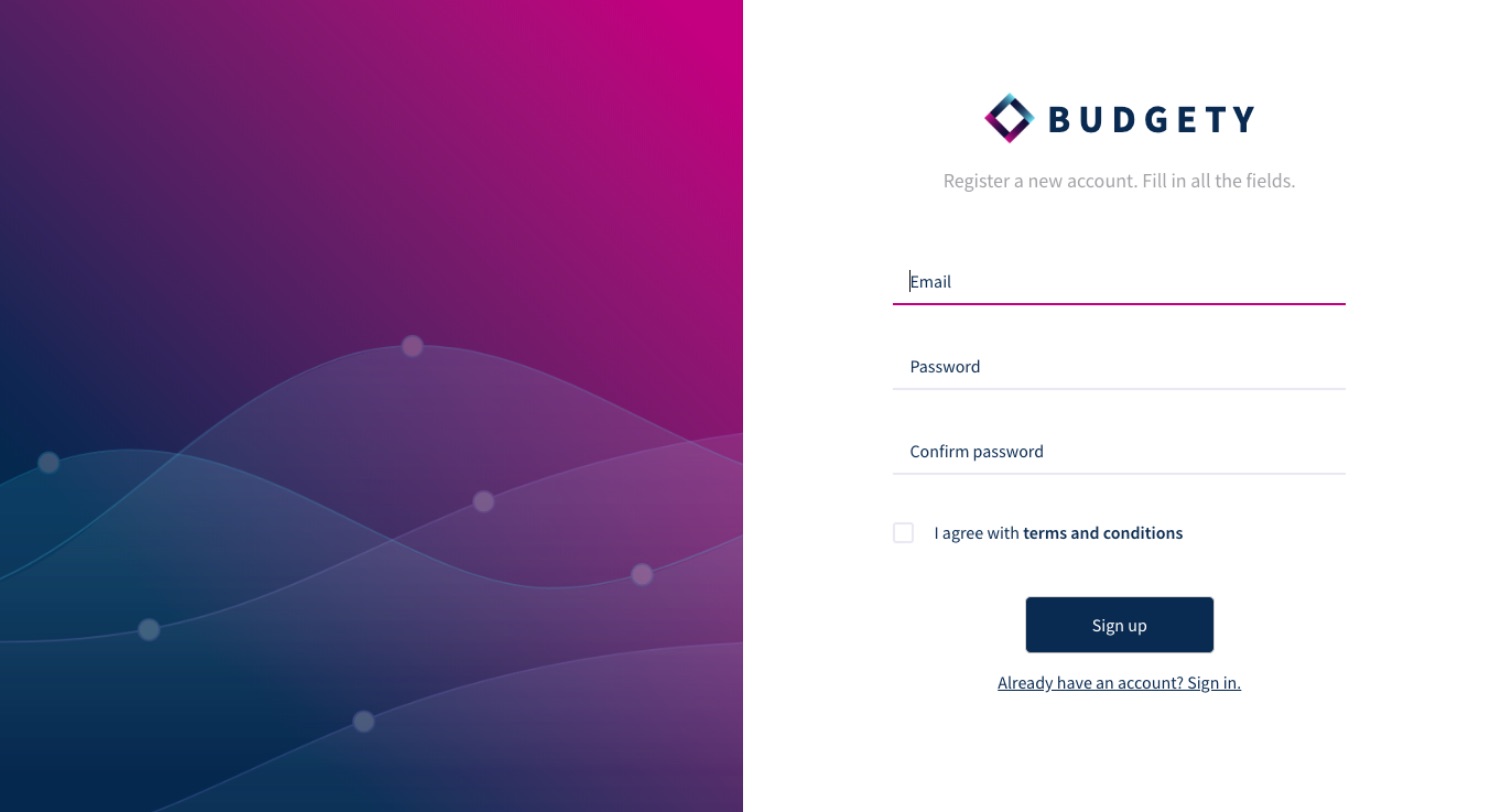 BUDGETY
Register a new account. Fill in all the fields.
Email
Password
Confirm password
I agree with terms and conditions
Sign up
Already have an account? Sign in.